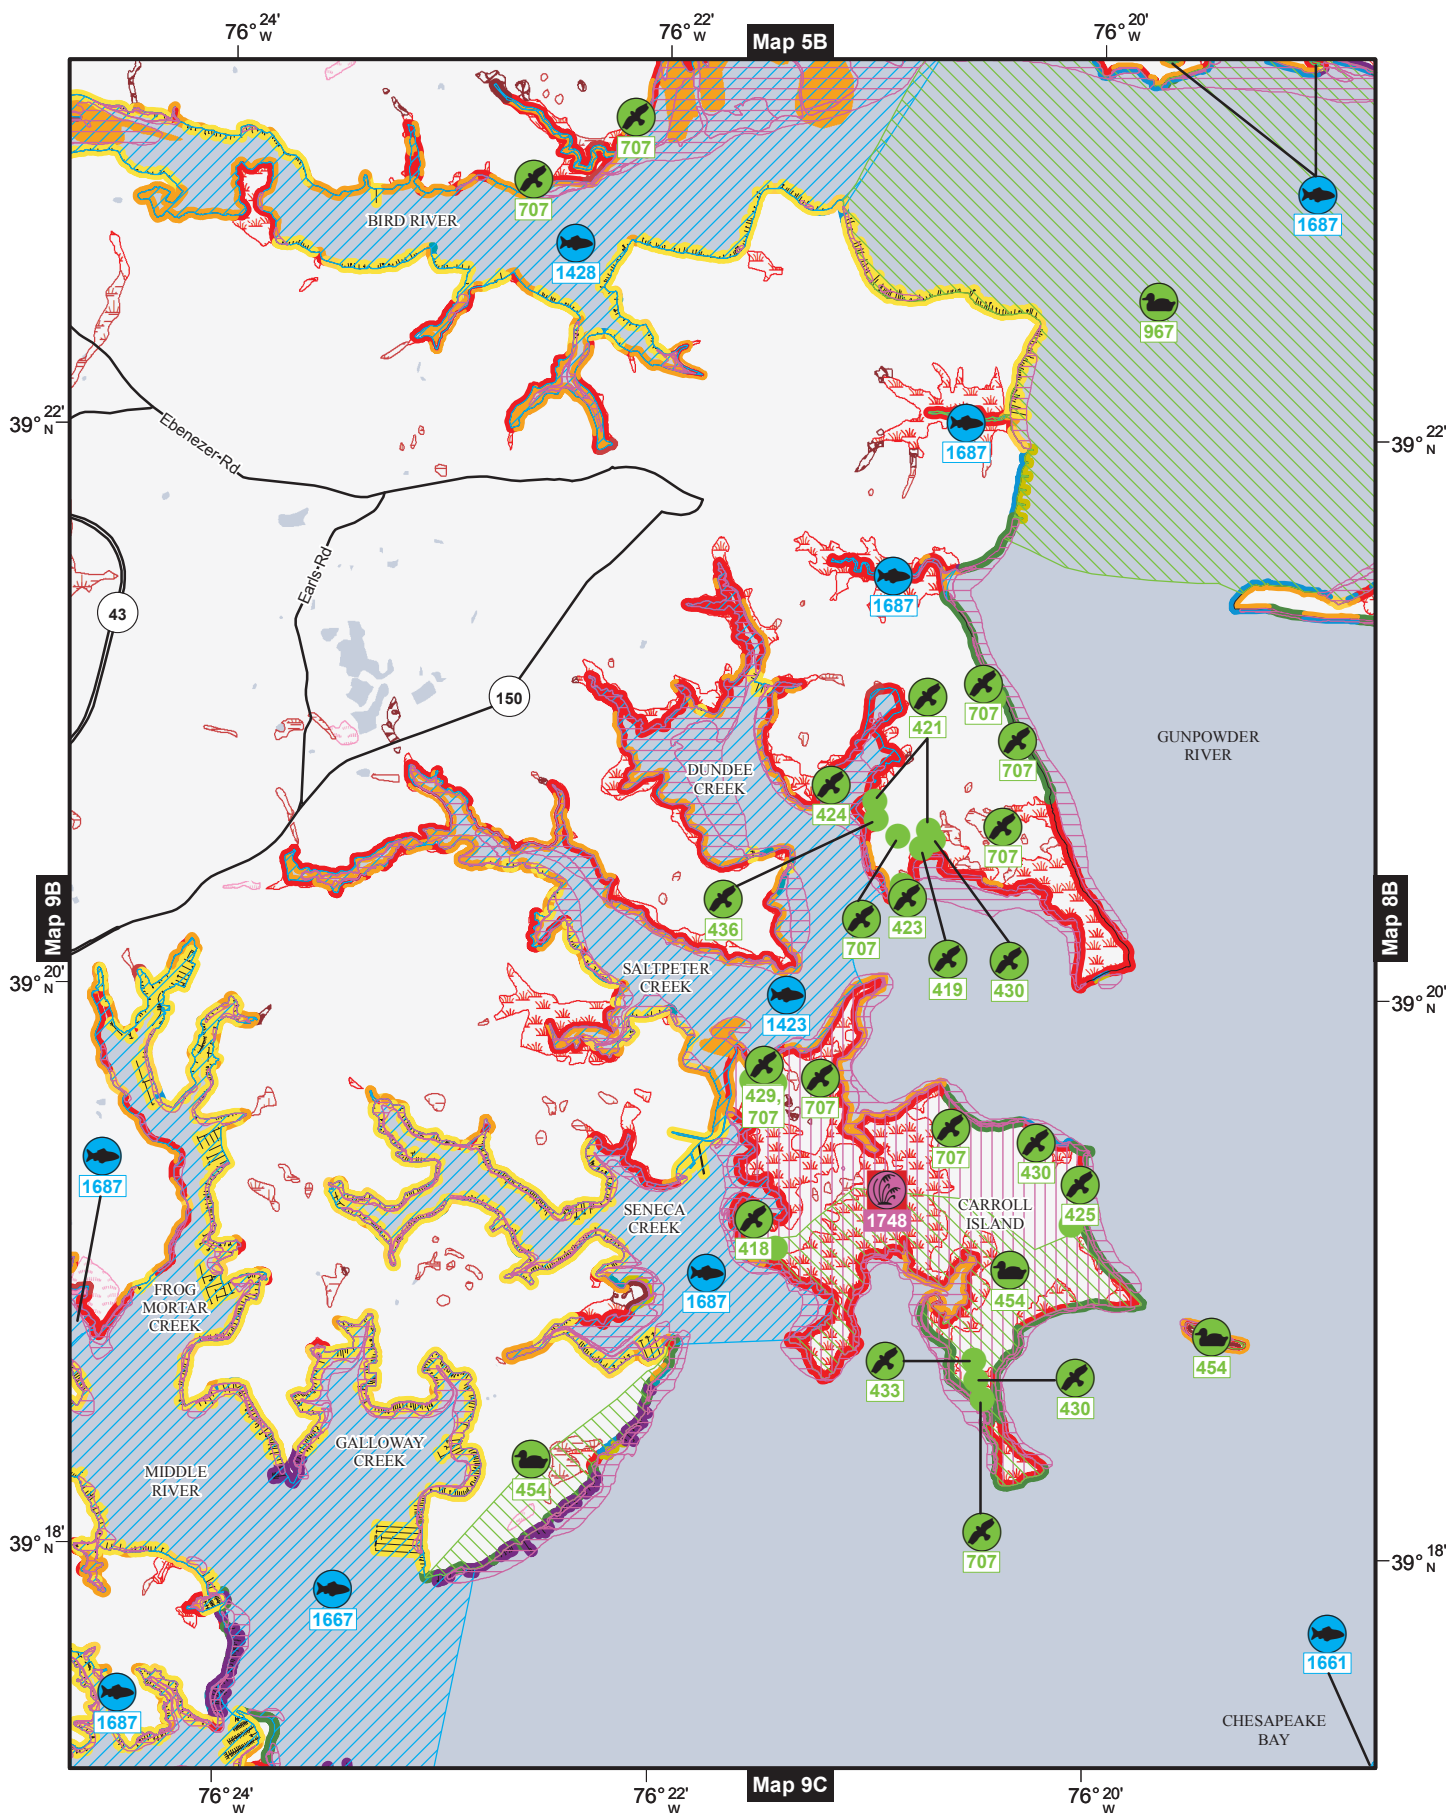 76° 24' W
76° 22' W
Map 5B
76° 20' W
707
707
BIRD RIVER
1428
1687
967
39° 22' N
39° 22' N
Ebenezer Rd
1687
Earls Rd
43
1687
150
421
707
707
GUNPOWDER
RIVER
DUNDEE
CREEK
424
707
Map 9B
Map 8B
436
707
423
419
430
SALTPETER
CREEK
39° 20' N
39° 20' N
1423
429,
707
707
707
430
1687
425
1748
CARROLL
ISLAND
SENECA
CREEK
418
1687
454
FROG
MORTAR
CREEK
454
433
430
GALLOWAY
CREEK
MIDDLE
RIVER
454
39° 18' N
39° 18' N
707
1667
1661
1687
CHESAPEAKE
BAY
76° 24' W
76° 22' W
Map 9C
76° 20' W